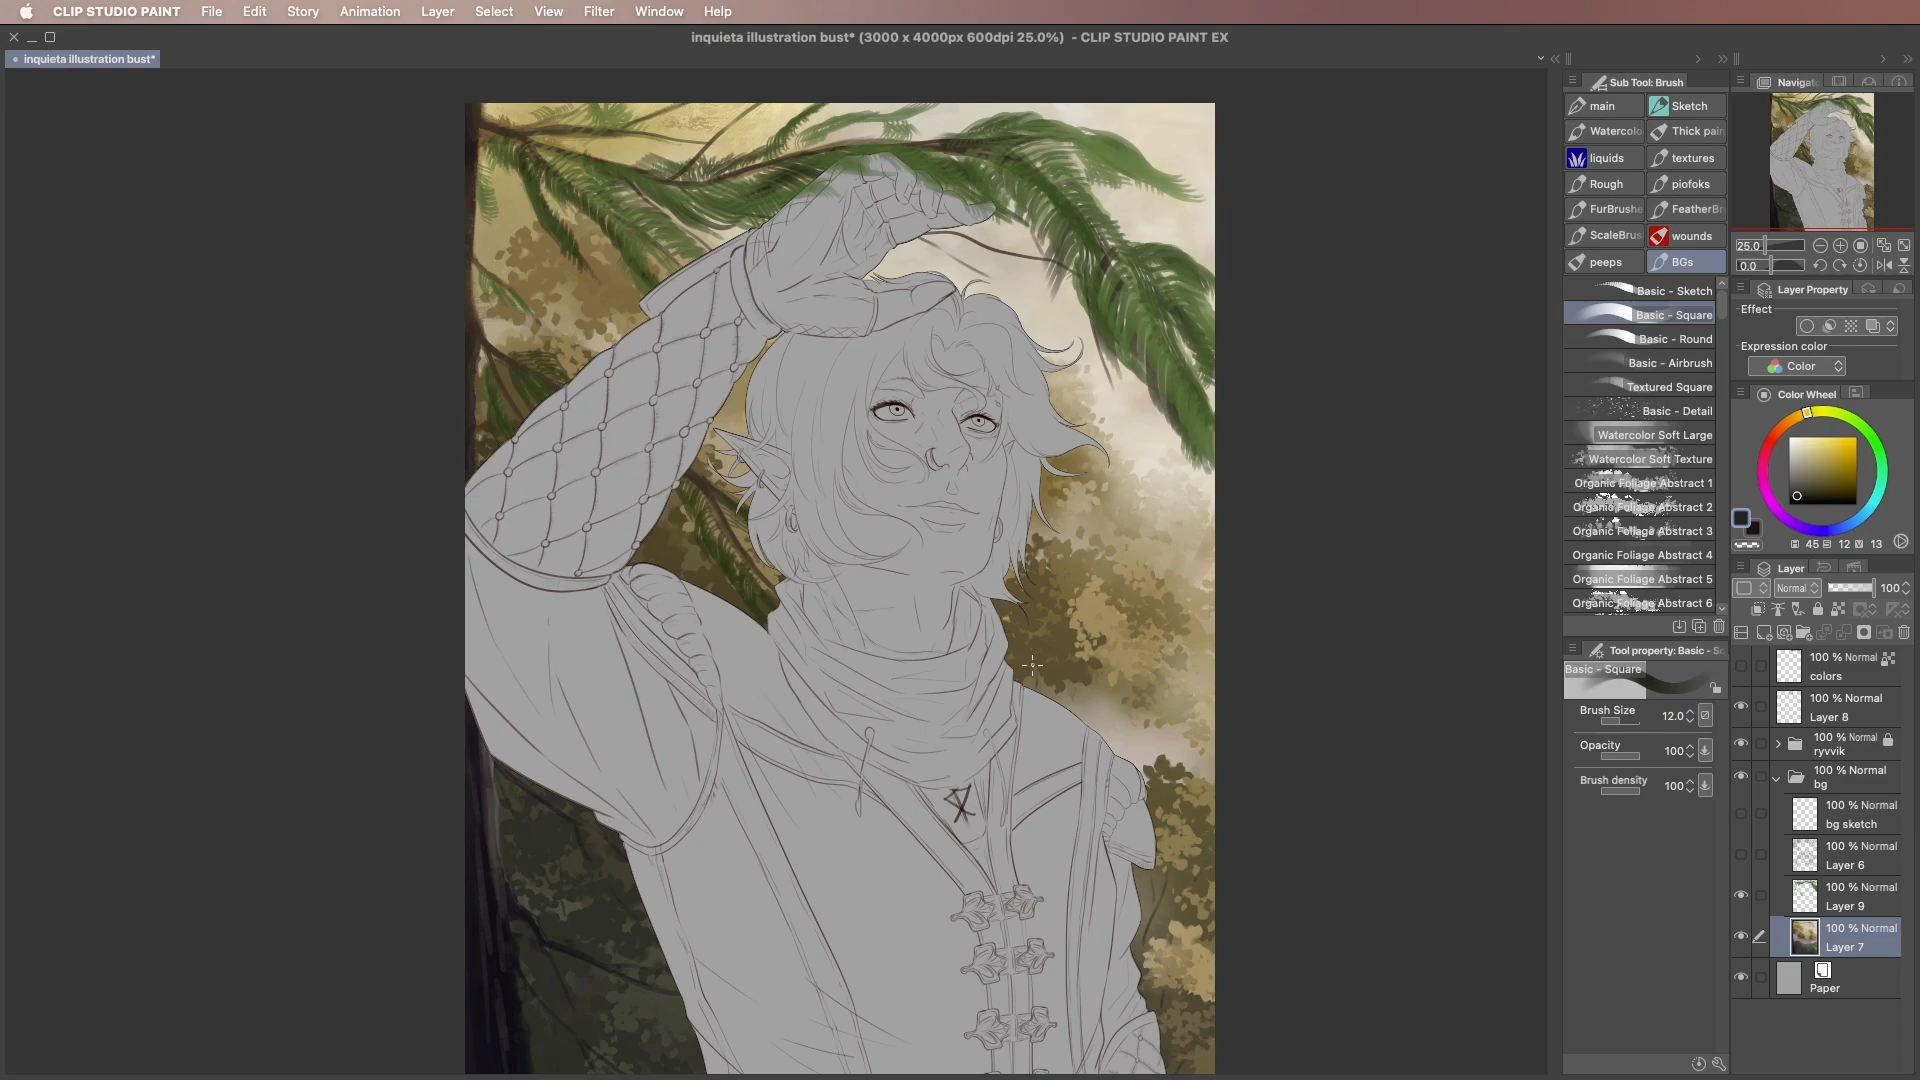 CLIP STUDIO PAINT File Edit Story Animation Layer Select View Filter Window Help
inquieta illustration bust* (3000 x 4000px 600dpi 25.0%) - CLIP STUDIO PAINT EX
inquieta illustration bust*
Sub Tool: Brush
main Sketch
Watercolo Thick pain
liquids textures
Rough piofoks
FurBrushe FeatherBr
ScaleBrus wounds
peeps BGs
Basic - Sketch
Basic - Square
Basic - Round
Basic - Airbrush
Textured Square
Basic - Detail
Watercolor Soft Large
Watercolor Soft Texture
Organic Foliage Abstract 1
Organic Foliage Abstract 2
Organic Foliage Abstract 3
Organic Foliage Abstract 4
Organic Foliage Abstract 5
Organic Foliage Abstract 6
Tool property: Basic - S
Basic - Square
Brush Size 12.0
Opacity 100
Brush density 100
Navigat
25.0
0.0
Layer Property
Effect
Expression color
Color
Color Wheel
H 45 S 12 V 13
Layer
Normal 100
100 % Normal
colors
100 % Normal
Layer 8
100 % Normal
ryvvik
100 % Normal
bg
100 % Normal
bg sketch
100 % Normal
Layer 6
100 % Normal
Layer 9
100 % Normal
Layer 7
Paper